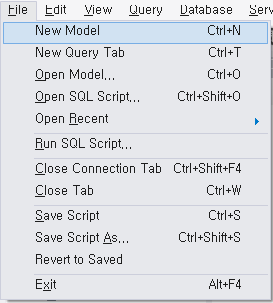 File Edit View Query Database Serv
New Model Ctrl+N
New Query Tab Ctrl+T
Open Model... Ctrl+O
Open SQL Script... Ctrl+Shift+O
Open Recent
Run SQL Script...
Close Connection Tab Ctrl+Shift+F4
Close Tab Ctrl+W
Save Script Ctrl+S
Save Script As... Ctrl+Shift+S
Revert to Saved
Exit Alt+F4